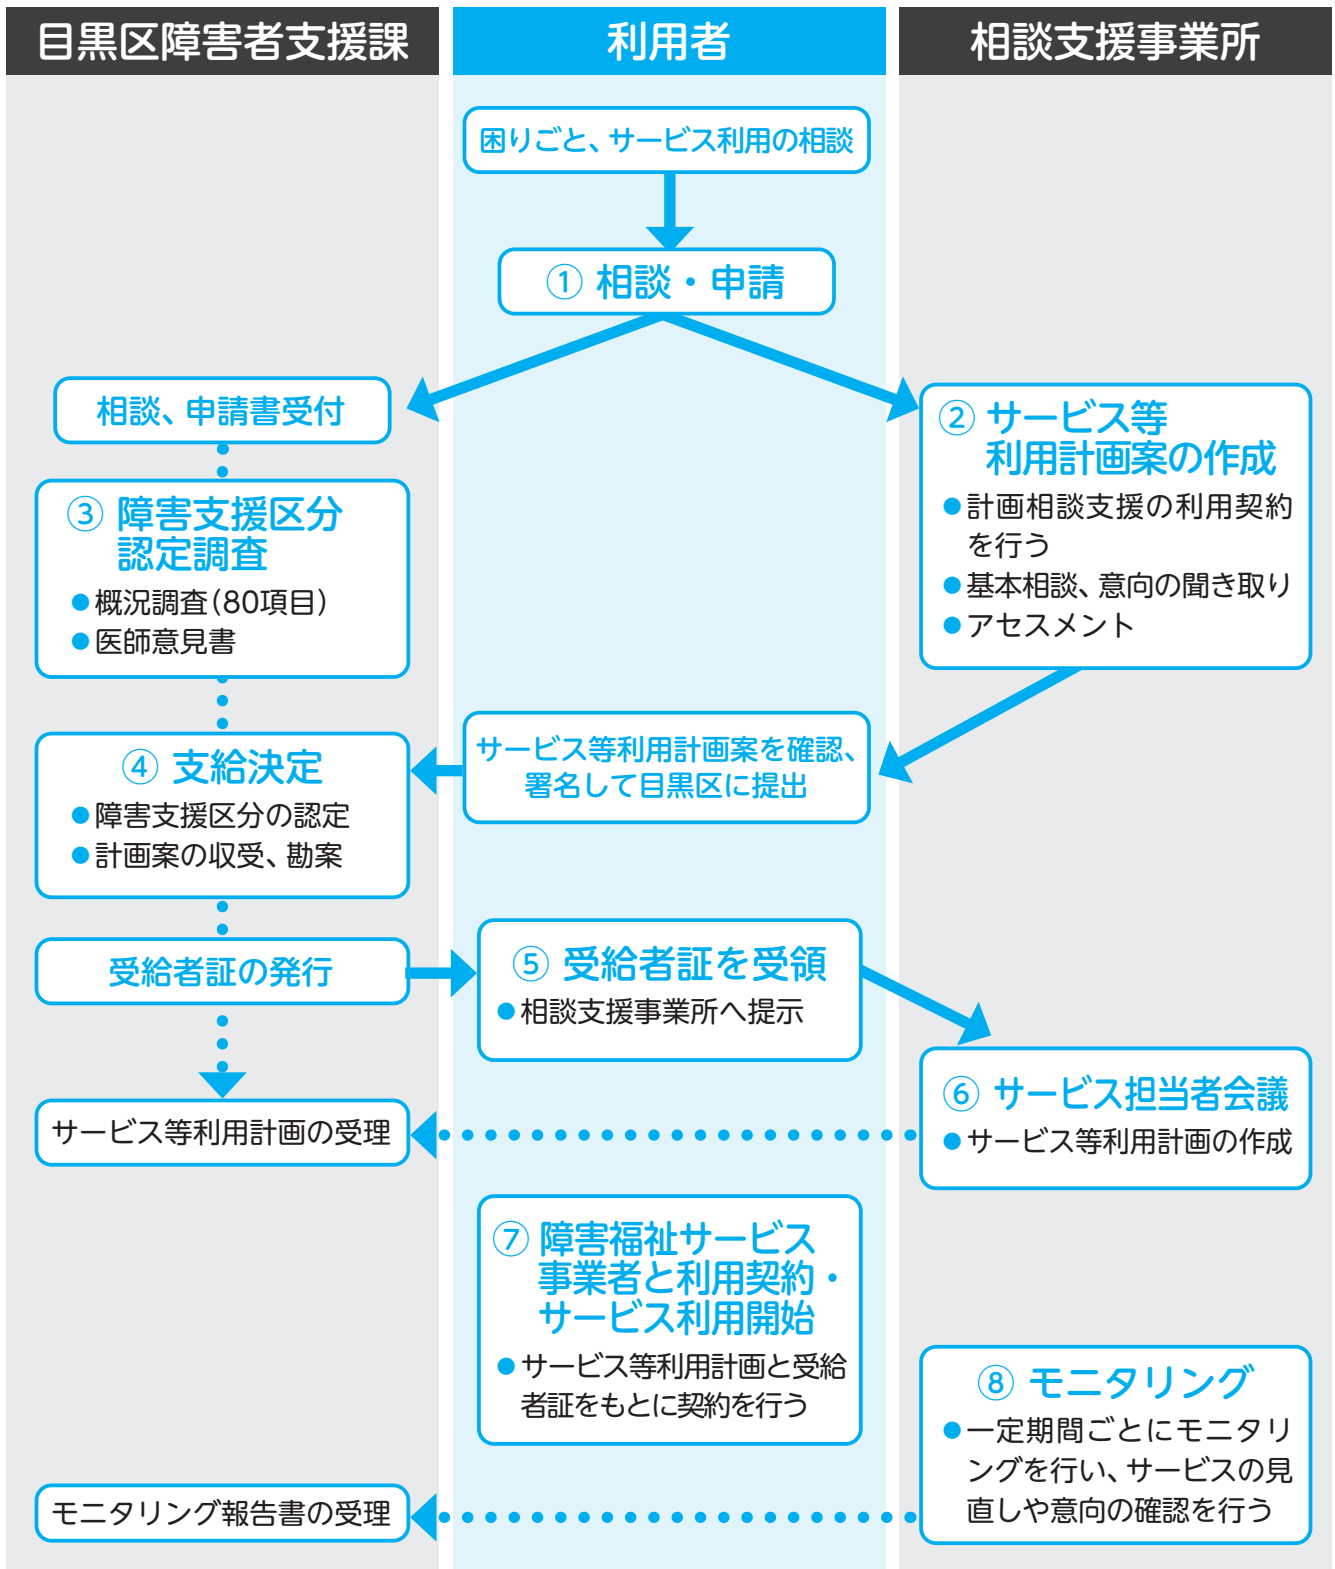 目黒区障害者支援課
利用者
相談支援事業所
困りごと、サービス利用の相談
① 相談・申請
相談、申請書受付
② サービス等
利用計画案の作成
●計画相談支援の利用契約
を行う
●基本相談、意向の聞き取り
●アセスメント
③ 障害支援区分
認定調査
●概況調査(80項目)
●医師意見書
サービス等利用計画案を確認、
署名して目黒区に提出
④ 支給決定
●障害支援区分の認定
●計画案の収受、勘案
受給者証の発行
⑤ 受給者証を受領
●相談支援事業所へ提示
⑥ サービス担当者会議
●サービス等利用計画の作成
サービス等利用計画の受理
⑦ 障害福祉サービス
事業者と利用契約・
サービス利用開始
●サービス等利用計画と受給
者証をもとに契約を行う
⑧ モニタリング
●一定期間ごとにモニタリ
ングを行い、サービスの見
直しや意向の確認を行う
モニタリング報告書の受理